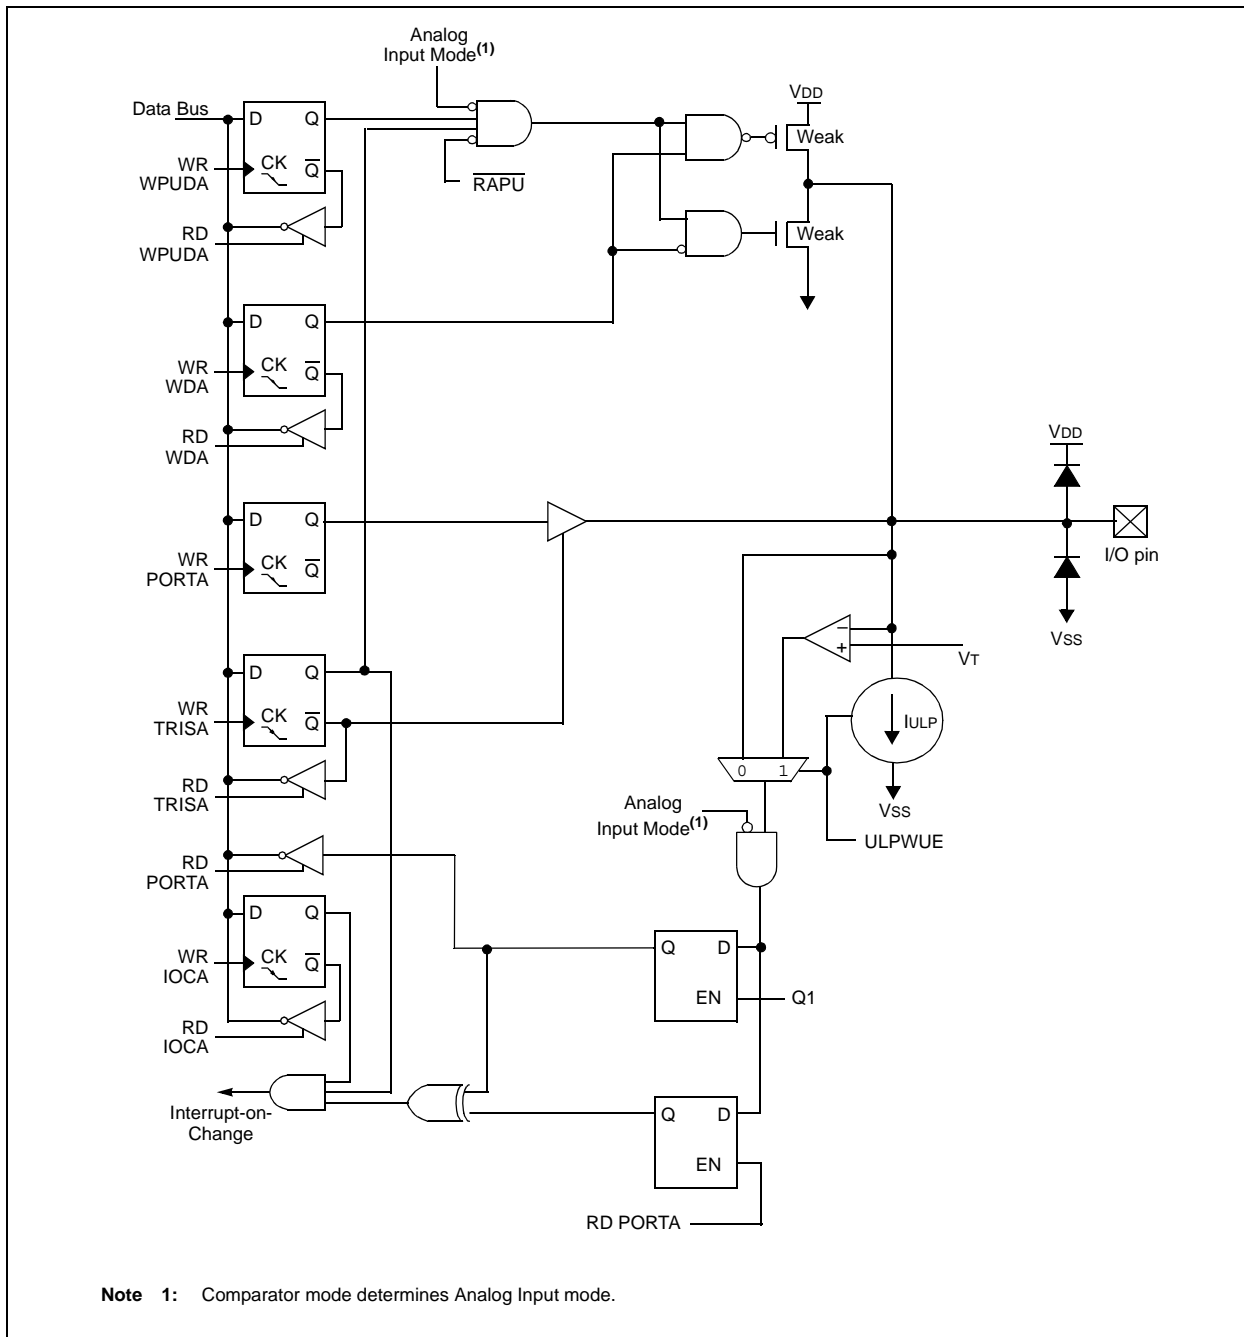 Analog
Input Mode(1)
VDD
Data Bus
D Q
Weak
WR
WPUDA
CK Q
RAPU
RD
WPUDA
Weak
D Q
WR
WDA
CK Q
RD
WDA
VDD
D Q
WR
PORTA
CK Q
I/O pin
VSS
–
+
VT
D Q
WR
TRISA
CK Q
IULP
0 1
RD
TRISA
VSS
Analog
Input Mode(1)
ULPWUE
RD
PORTA
D Q
WR
IOCA
CK Q
Q D
EN
Q1
RD
IOCA
Interrupt-on-
Change
Q D
EN
RD PORTA
Note 1: Comparator mode determines Analog Input mode.